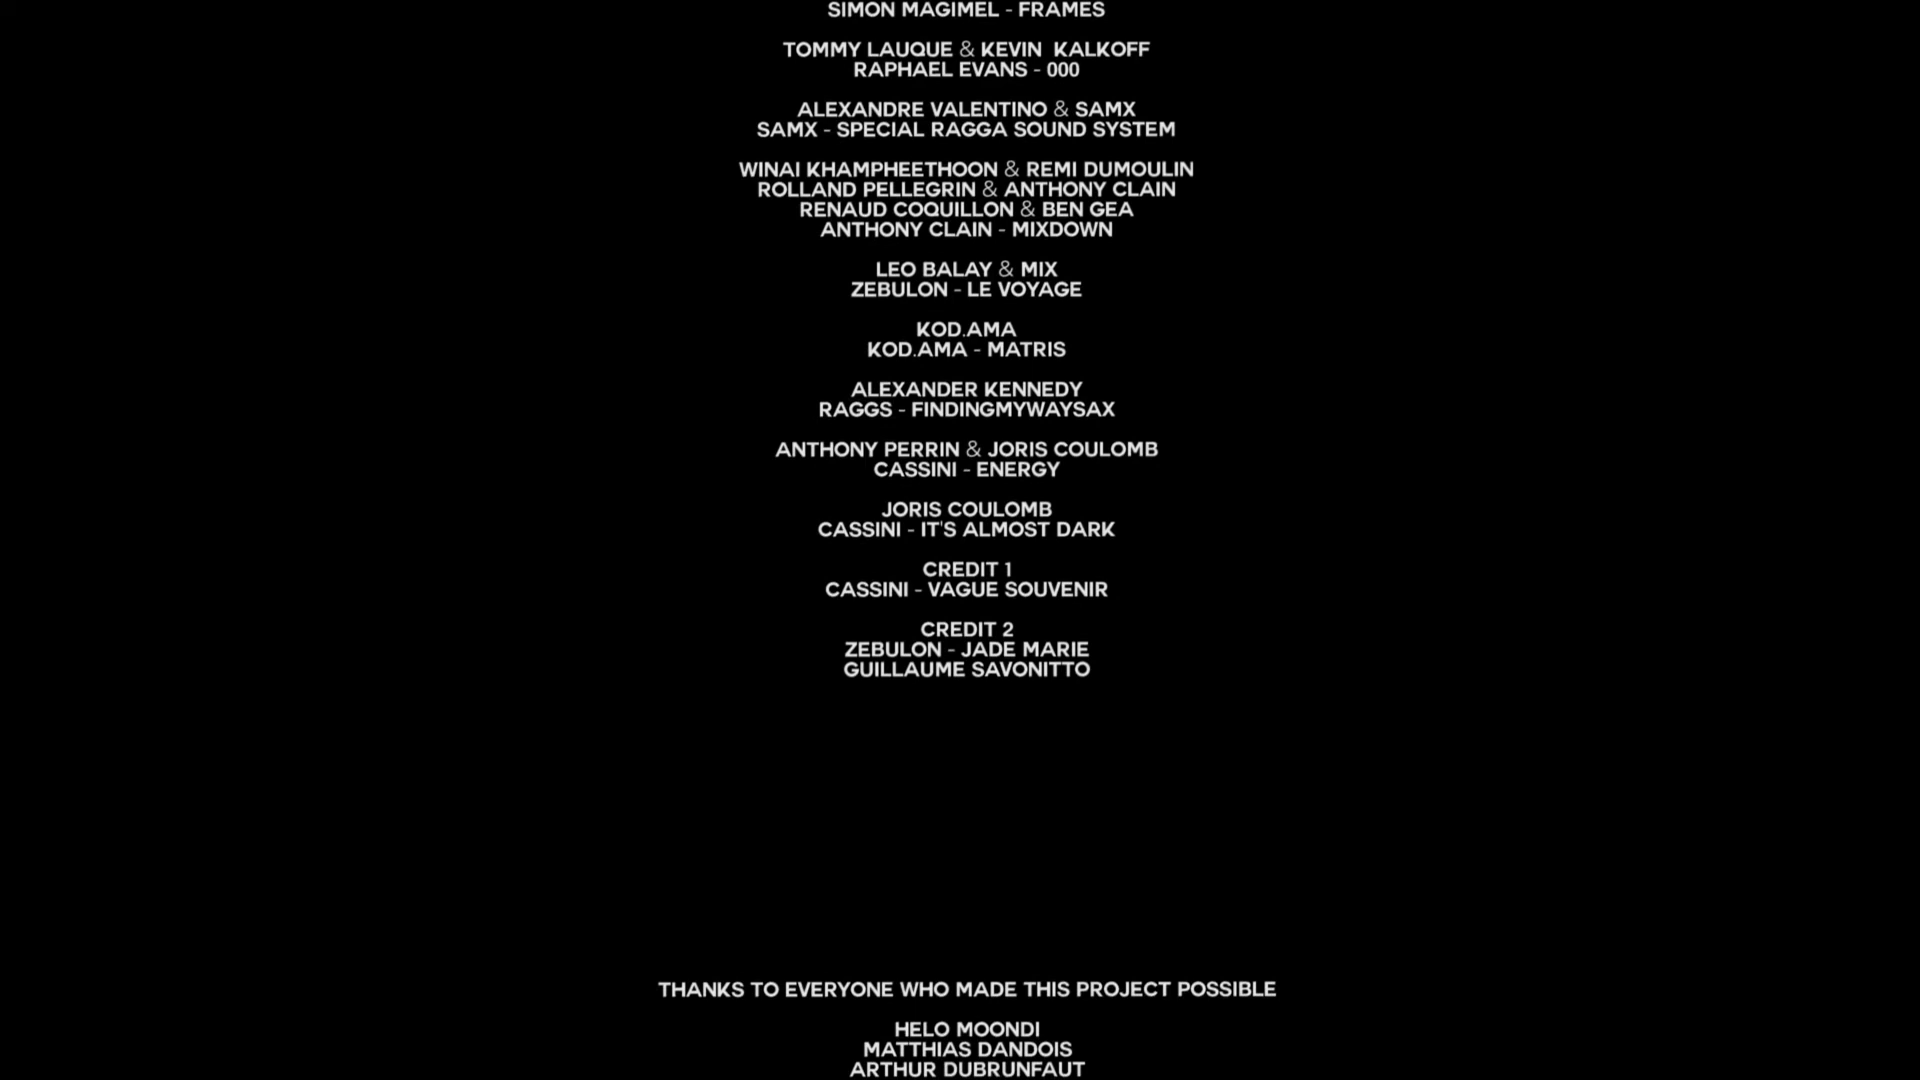 SIMON MAGIMEL - FRAMES
TOMMY LAUQUE & KEVIN  KALKOFF
RAPHAEL EVANS - 000
ALEXANDRE VALENTINO & SAMX
SAMX - SPECIAL RAGGA SOUND SYSTEM
WINAI KHAMPHEETHOON & REMI DUMOULIN
ROLLAND PELLEGRIN & ANTHONY CLAIN
RENAUD COQUILLON & BEN GEA
ANTHONY CLAIN - MIXDOWN
LEO BALAY & MIX
ZEBULON - LE VOYAGE
KOD.AMA
KOD.AMA - MATRIS
ALEXANDER KENNEDY
RAGGS - FINDINGMYWAYSAX
ANTHONY PERRIN & JORIS COULOMB
CASSINI - ENERGY
JORIS COULOMB
CASSINI - IT'S ALMOST DARK
CREDIT 1
CASSINI - VAGUE SOUVENIR
CREDIT 2
ZEBULON - JADE MARIE
GUILLAUME SAVONITTO
THANKS TO EVERYONE WHO MADE THIS PROJECT POSSIBLE
HELO MOONDI
MATTHIAS DANDOIS
ARTHUR DUBRUNFAUT